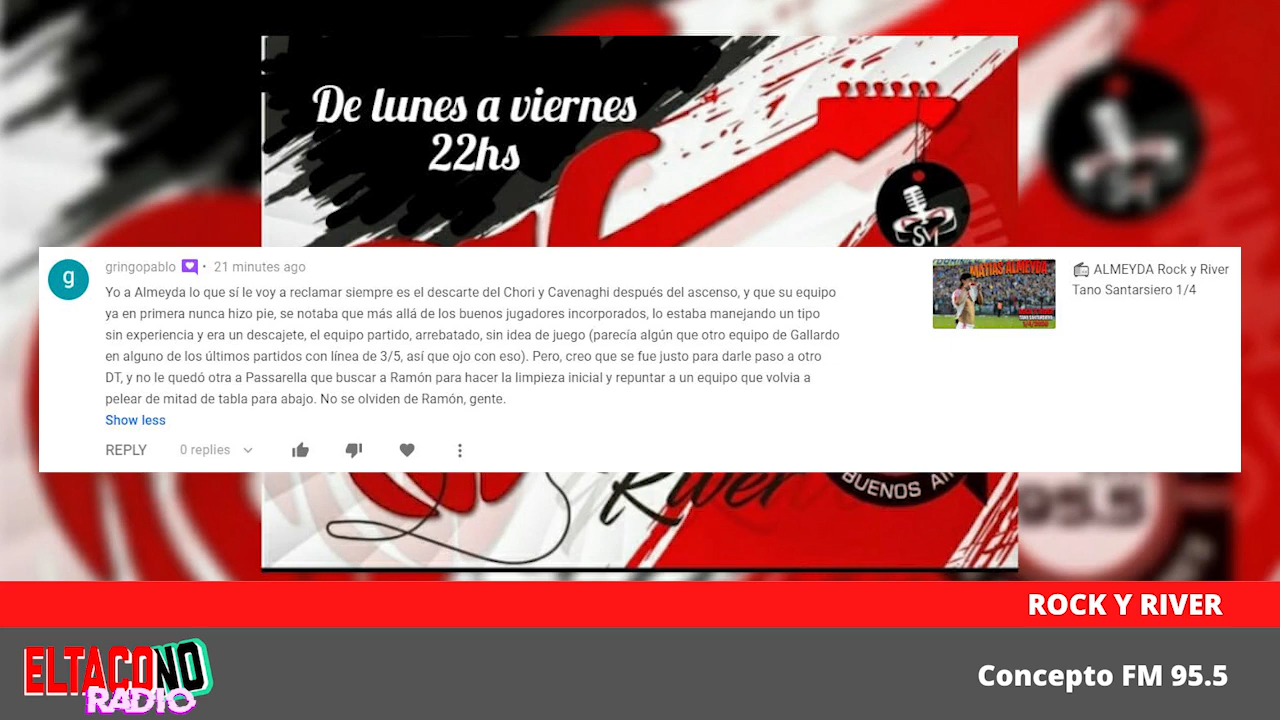 De lunes a viernes
22hs
SM
g
gringopablo • 21 minutes ago
Yo a Almeyda lo que sí le voy a reclamar siempre es el descarte del Chori y Cavenaghi después del ascenso, y que su equipo
ya en primera nunca hizo pie, se notaba que más allá de los buenos jugadores incorporados, lo estaba manejando un tipo
sin experiencia y era un descajete, el equipo partido, arrebatado, sin idea de juego (parecía algún que otro equipo de Gallardo
en alguno de los últimos partidos con línea de 3/5, así que ojo con eso). Pero, creo que se fue justo para darle paso a otro
DT, y no le quedó otra a Passarella que buscar a Ramón para hacer la limpieza inicial y repuntar a un equipo que volvia a
pelear de mitad de tabla para abajo. No se olviden de Ramón, gente.
Show less
REPLY 0 replies
MATIAS ALMEYDA
ALMEYDA Rock y River
Tano Santarsiero 1/4
River
BUENOS AI
95.5
ROCK Y RIVER
ELTACONO
RADIO
Concepto FM 95.5